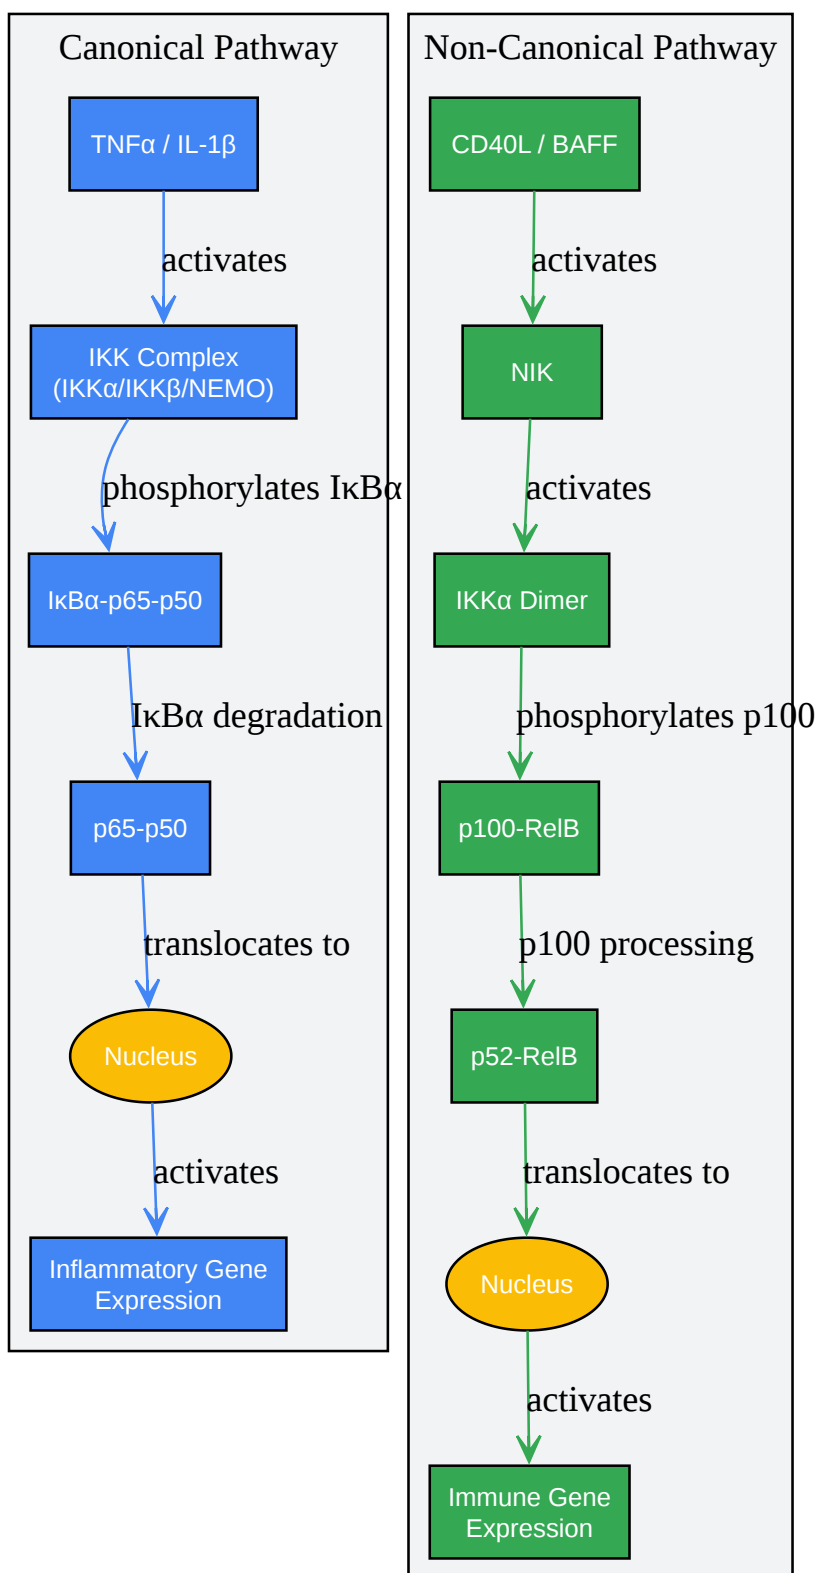 Canonical Pathway
TNFα / IL-1β
activates
IKK Complex
(IKKα/IKKβ/NEMO)
phosphorylates IκBα
IκBα-p65-p50
IκBα degradation
p65-p50
translocates to
Nucleus
activates
Inflammatory Gene
Expression
Non-Canonical Pathway
CD40L / BAFF
activates
NIK
activates
IKKα Dimer
phosphorylates p100
p100-RelB
p100 processing
p52-RelB
translocates to
Nucleus
activates
Immune Gene
Expression